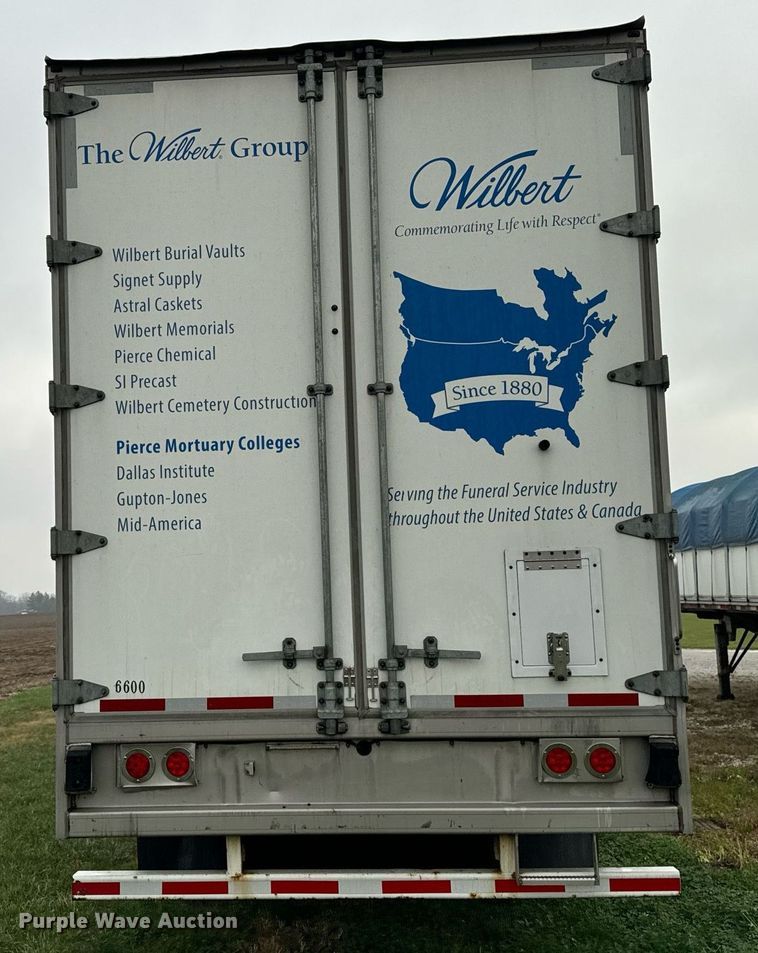 The Wilbert Group
Wilbert Burial Vaults
Signet Supply
Astral Caskets
Wilbert Memorials
Pierce Chemical
SI Precast
Wilbert Cemetery Construction
Pierce Mortuary Colleges
Dallas Institute
Gupton-Jones
Mid-America
6600
Wilbert
Commemorating Life with Respect®
Since 1880
Serving the Funeral Service Industry
throughout the United States & Canada
Purple Wave Auction